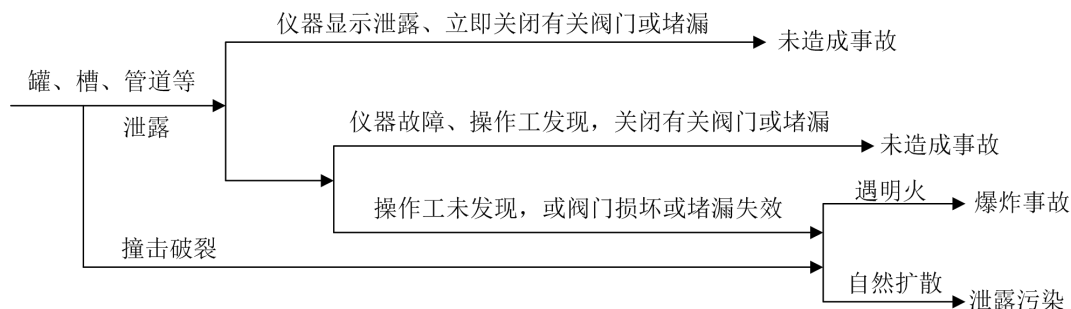 仪器显示泄露、立即关闭有关阀门或堵漏
未造成事故
罐、槽、管道等
泄露
仪器故障、操作工发现，关闭有关阀门或堵漏
未造成事故
遇明火
爆炸事故
操作工未发现，或阀门损坏或堵漏失效
撞击破裂
自然扩散
泄露污染